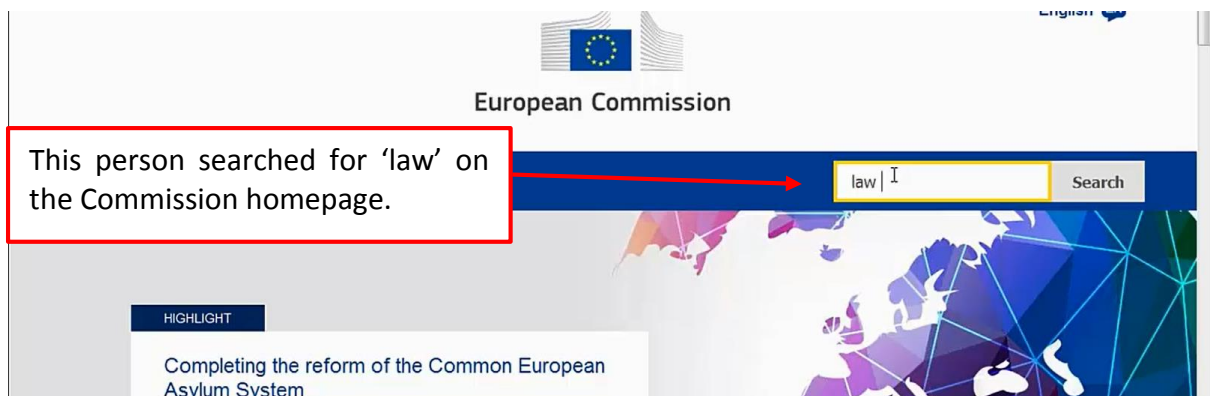 English
European Commission
This person searched for ‘law’ on
the Commission homepage.
law
Search
HIGHLIGHT
Completing the reform of the Common European
Asylum System